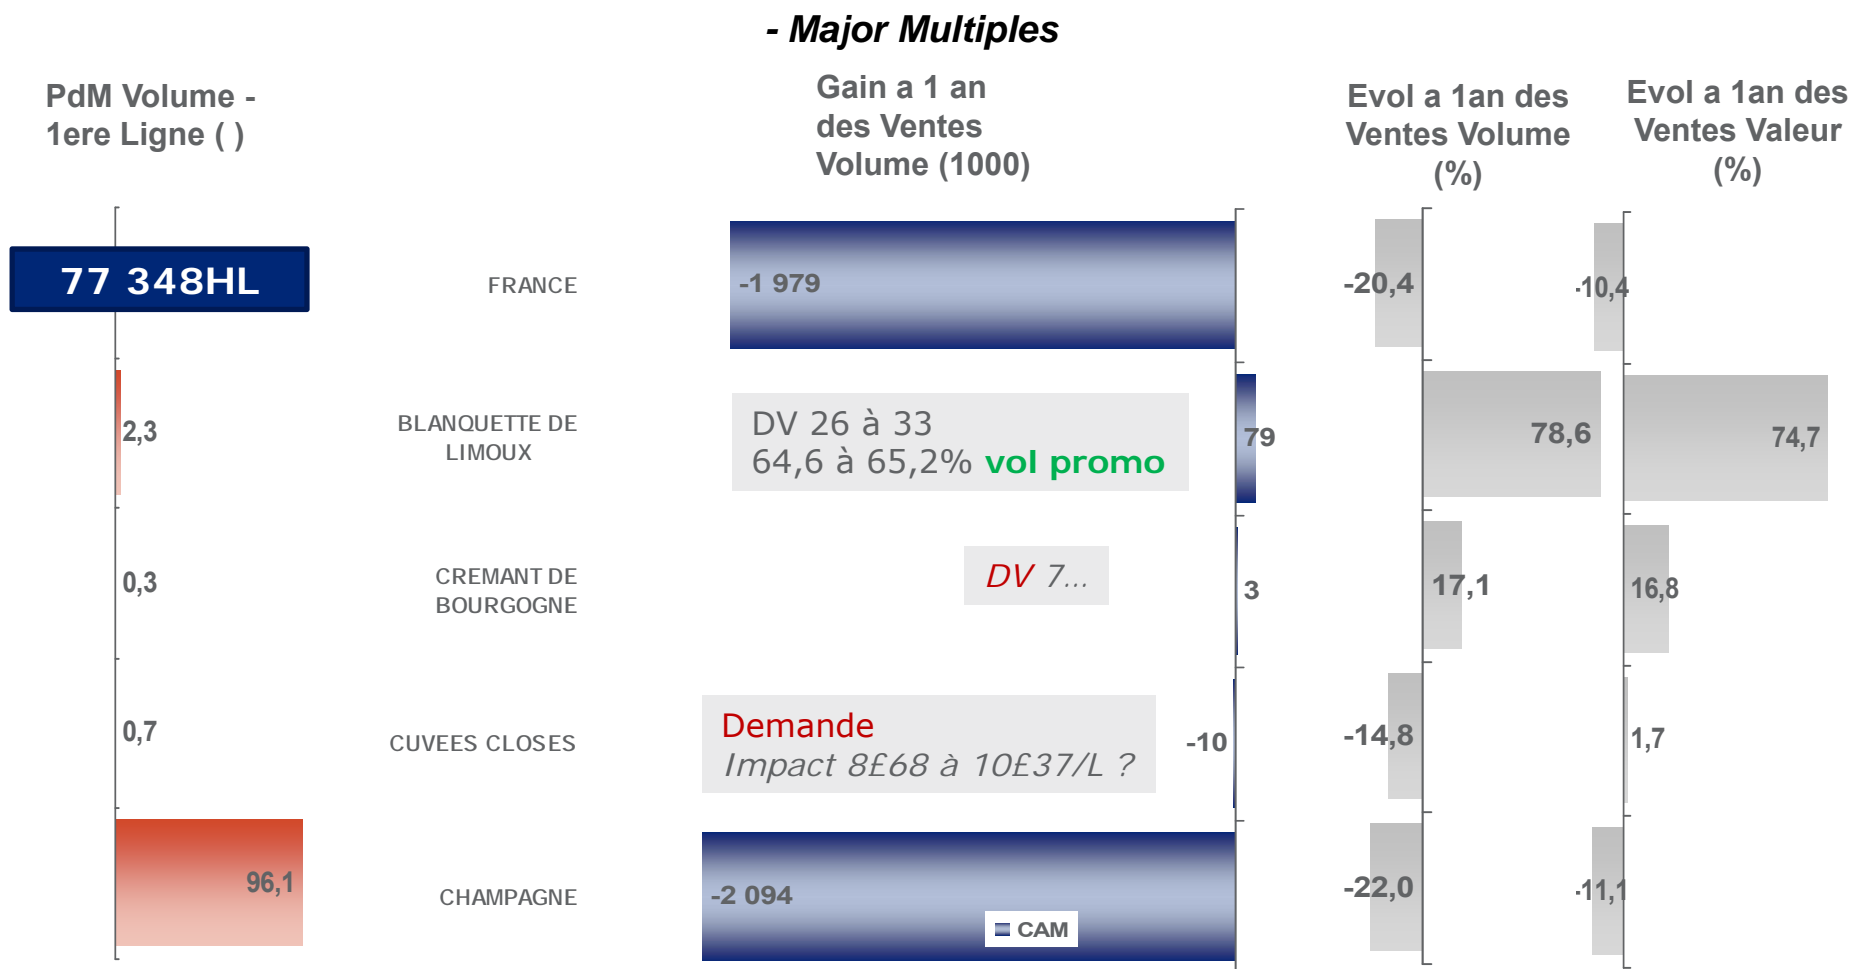 - Major Multiples
PdM Volume -
1ere Ligne ( )
Gain a 1 an
des Ventes
Volume (1000)
Evol a 1an des
Ventes Volume
(%)
Evol a 1an des
Ventes Valeur
(%)
77 348HL
FRANCE
-1 979
-20,4
-10,4
2,3
BLANQUETTE DE
LIMOUX
DV 26 à 33
64,6 à 65,2% vol promo
79
78,6
74,7
0,3
CREMANT DE
BOURGOGNE
DV 7...
3
17,1
16,8
0,7
CUVEES CLOSES
Demande
Impact 8£68 à 10£37/L ?
-10
-14,8
1,7
96,1
CHAMPAGNE
-2 094
-22,0
-11,1
CAM